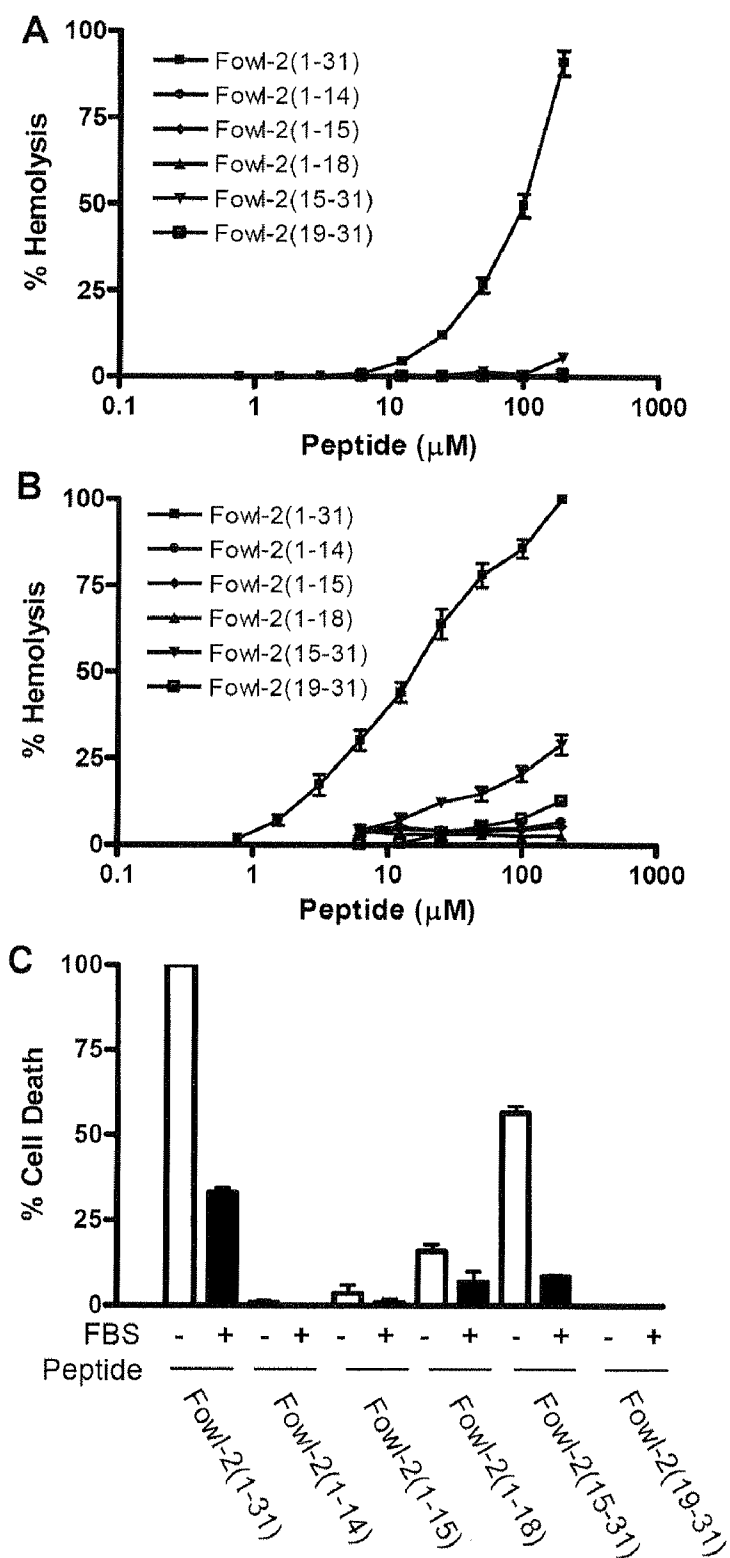 A
100
75
50
25
0
% Hemolysis
Fowl-2(1-31)
Fowl-2(1-14)
Fowl-2(1-15)
Fowl-2(1-18)
Fowl-2(15-31)
Fowl-2(19-31)
0.1 1 10 100 1000
Peptide (μM)
B
100
75
50
25
0
% Hemolysis
Fowl-2(1-31)
Fowl-2(1-14)
Fowl-2(1-15)
Fowl-2(1-18)
Fowl-2(15-31)
Fowl-2(19-31)
0.1 1 10 100 1000
Peptide (μM)
C
100
75
50
25
0
% Cell Death
FBS - + - + - + - + - + - +
Peptide
Fowl-2(1-31)
Fowl-2(1-14)
Fowl-2(1-15)
Fowl-2(1-18)
Fowl-2(15-31)
Fowl-2(19-31)